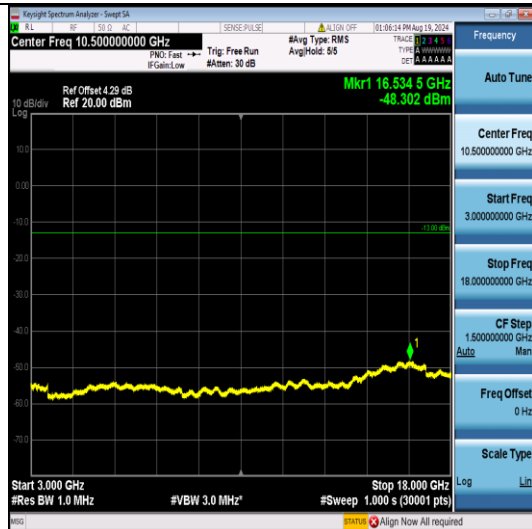 Keysight Spectrum Analyzer - Swept SA
RL RF 50 Ω AC SENSE:PULSE ALIGN OFF 01:06:14 PM Aug 19, 2024
Center Freq 10.500000000 GHz
PNO: Fast
IFGain:Low
Trig: Free Run
#Atten: 30 dB
#Avg Type: RMS
Avg|Hold: 5/5
TRACE 1 2 3 4 5 6
TYPE A WWWWW
DET A A A A A A
Ref Offset 4.29 dB
Ref 20.00 dBm
Mkr1 16.534 5 GHz
-48.302 dBm
10 dB/div
Log
10.0
0.00
-10.0
-13.00 dBm
-20.0
-30.0
-40.0
1
-50.0
-60.0
-70.0
Start 3.000 GHz
Stop 18.000 GHz
#Res BW 1.0 MHz
#VBW 3.0 MHz*
#Sweep 1.000 s (30001 pts)
MSG
STATUS Align Now All required
Frequency
Auto Tune
Center Freq
10.500000000 GHz
Start Freq
3.000000000 GHz
Stop Freq
18.000000000 GHz
CF Step
1.500000000 GHz
Auto Man
Freq Offset
0 Hz
Scale Type
Log Lin